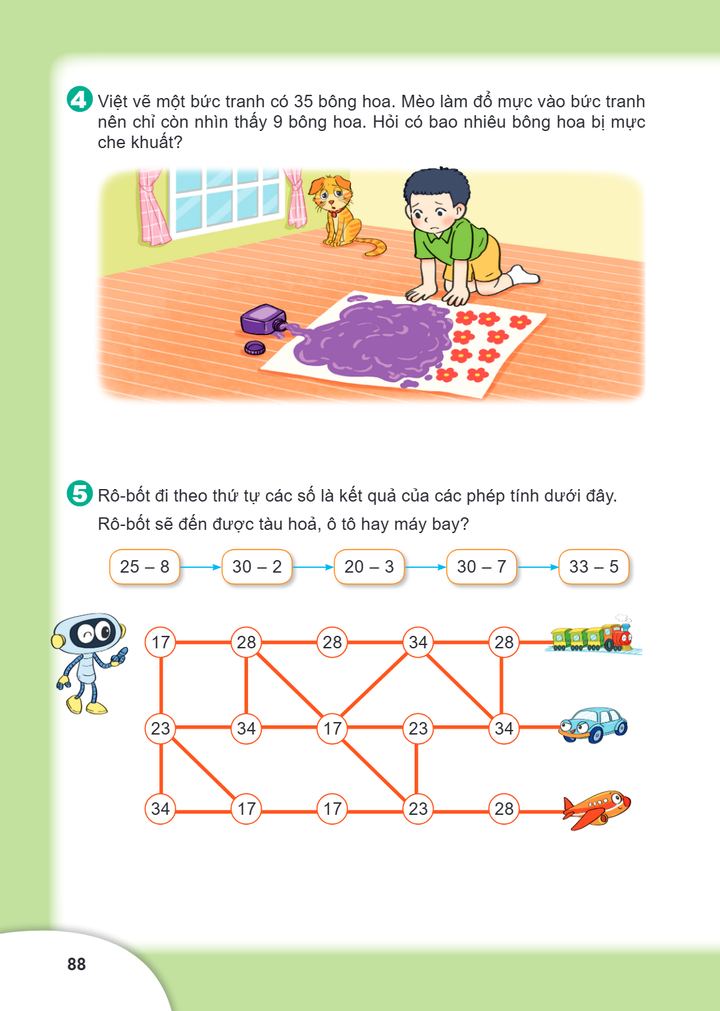 4 Việt vẽ một bức tranh có 35 bông hoa. Mèo làm đổ mực vào bức tranh
nên chỉ còn nhìn thấy 9 bông hoa. Hỏi có bao nhiêu bông hoa bị mực
che khuất?
5 Rô-bốt đi theo thứ tự các số là kết quả của các phép tính dưới đây.
Rô-bốt sẽ đến được tàu hoả, ô tô hay máy bay?
25 – 8 30 – 2 20 – 3 30 – 7 33 – 5
17 28 28 34 28
23 34 17 23 34
34 17 17 23 28
88